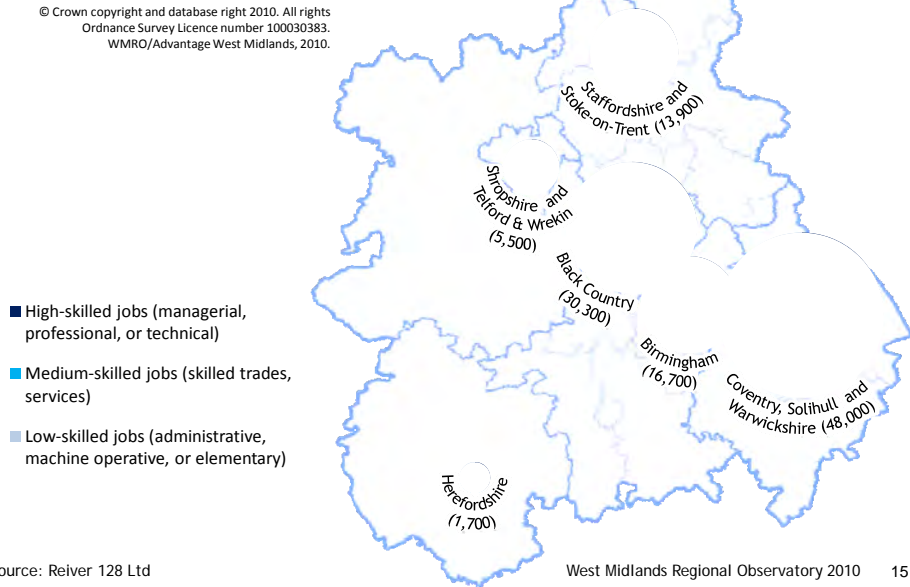 © Crown copyright and database right 2010. All rights
Ordnance Survey Licence number 100030383.
WMRO/Advantage West Midlands, 2010.
Staffordshire and
Stoke-on-Trent (13,900)
Shropshire and
Telford & Wrekin
(5,500)
Black Country
(30,300)
Birmingham
(16,700)
Coventry, Solihull and
Warwickshire (48,000)
Herefordshire
(1,700)
High-skilled jobs (managerial,
professional, or technical)
Medium-skilled jobs (skilled trades,
services)
Low-skilled jobs (administrative,
machine operative, or elementary)
ource: Reiver 128 Ltd
West Midlands Regional Observatory 2010 15